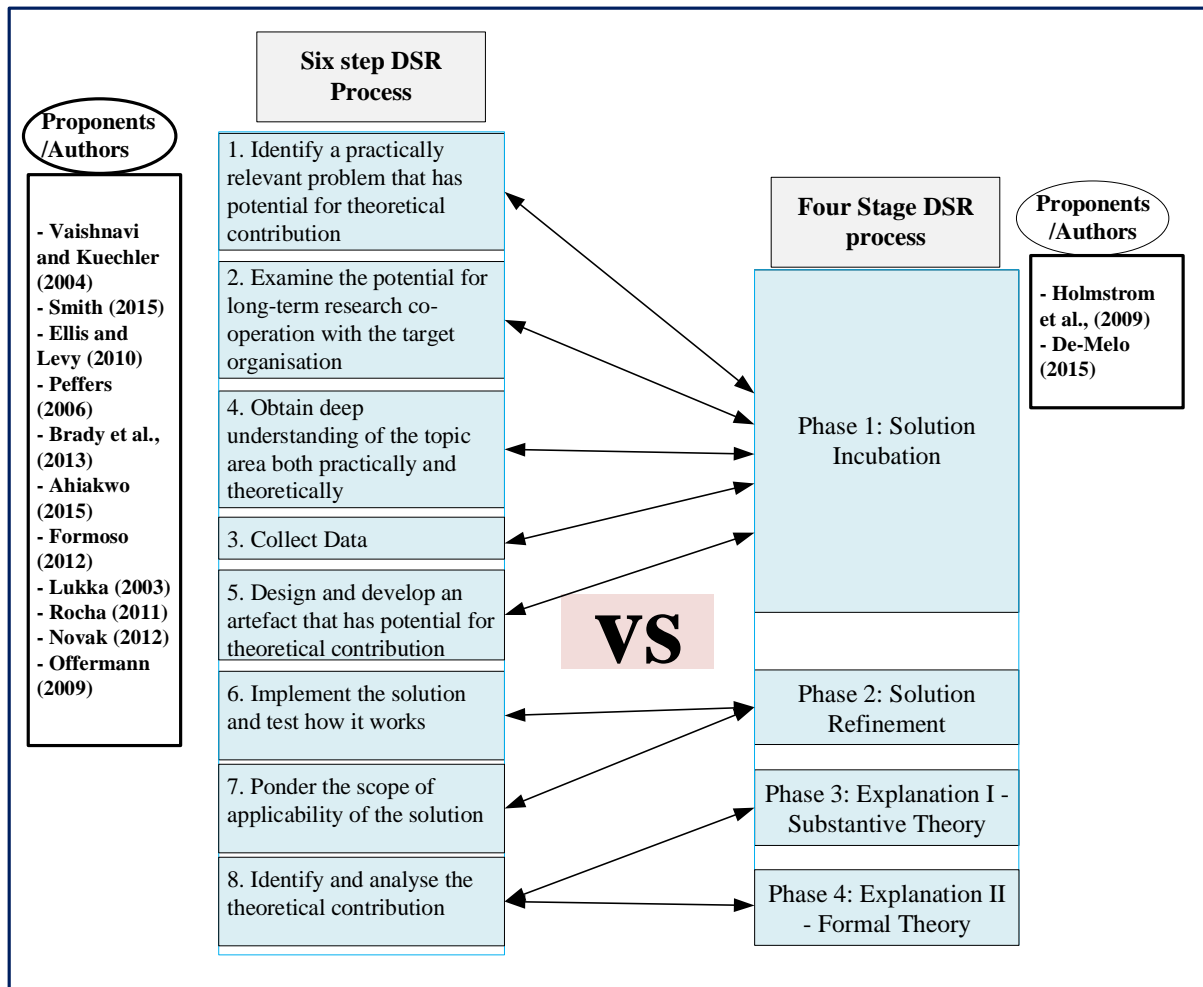 Six step DSR
Process
Proponents
/Authors
- Vaishnavi
and Kuechler
(2004)
- Smith (2015)
- Ellis and
Levy (2010)
- Peffers
(2006)
- Brady et al.,
(2013)
- Ahiakwo
(2015)
- Formoso
(2012)
- Lukka (2003)
- Rocha (2011)
- Novak (2012)
- Offermann
(2009)
1. Identify a practically
relevant problem that has
potential for theoretical
contribution
2. Examine the potential for
long-term research co-
operation with the target
organisation
4. Obtain deep
understanding of the topic
area both practically and
theoretically
3. Collect Data
5. Design and develop an
artefact that has potential for
theoretical contribution
6. Implement the solution
and test how it works
7. Ponder the scope of
applicability of the solution
8. Identify and analyse the
theoretical contribution
vs
Four Stage DSR
process
Phase 1: Solution
Incubation
Phase 2: Solution
Refinement
Phase 3: Explanation I -
Substantive Theory
Phase 4: Explanation II
- Formal Theory
Proponents
/Authors
- Holmstrom
et al., (2009)
- De-Melo
(2015)